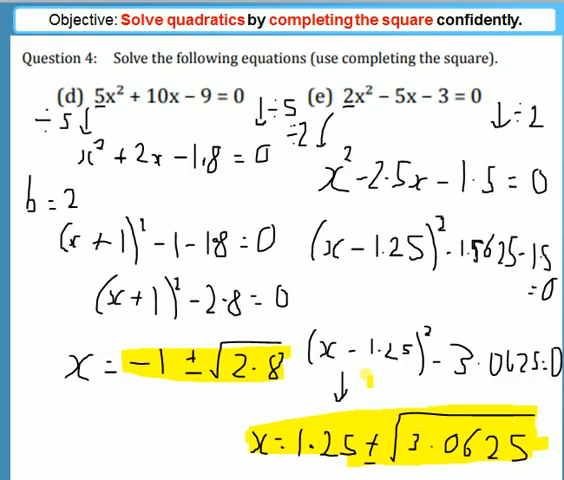 Objective: Solve quadratics by completing the square confidently.
Question 4: Solve the following equations (use completing the square).
(d) 5x² + 10x − 9 = 0
÷5↓ ↓÷5
x² + 2x − 1.8 = 0
b = 2
(x + 1)² − 1 − 1.8 = 0
(x + 1)² − 2.8 = 0
x = −1 ± √2.8
(e) 2x² − 5x − 3 = 0
÷2↓ ↓÷2
x² − 2.5x − 1.5 = 0
(x − 1.25)² − 1.5625 − 1.5
= 0
(x − 1.25)² − 3.0625 = 0
↓
x = 1.25 ± √3.0625